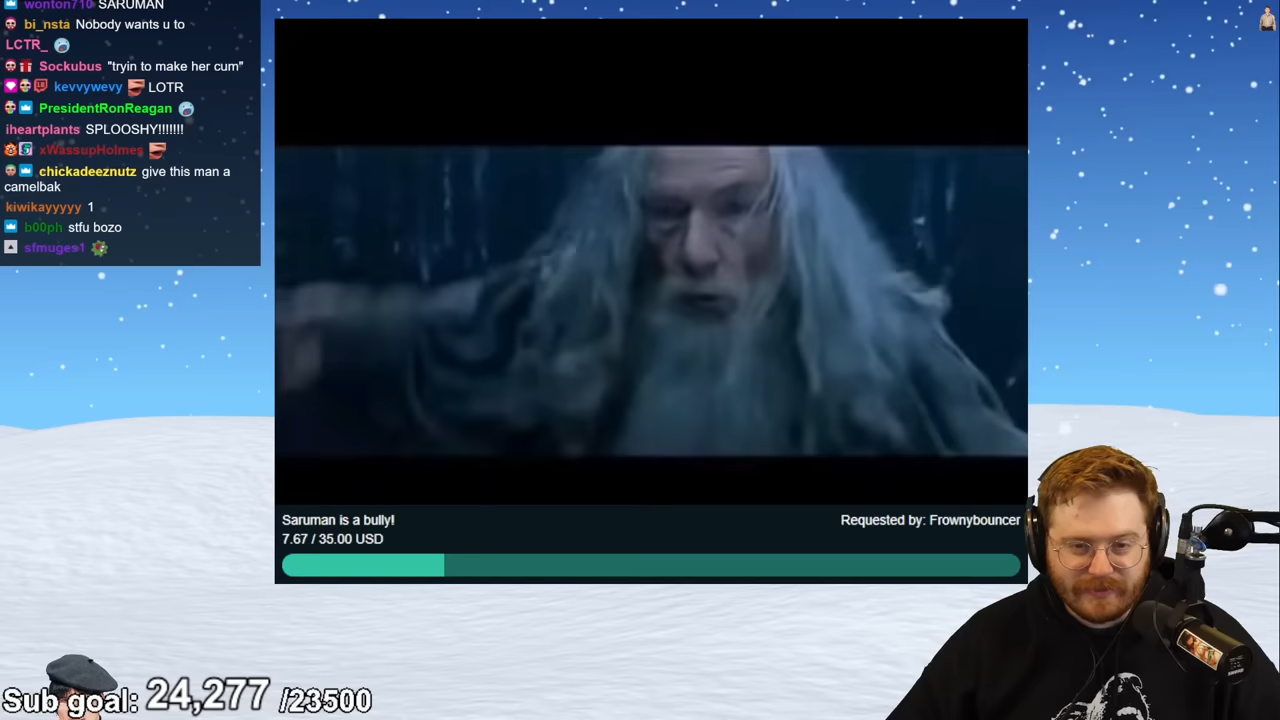 wonton710 SARUMAN
bi_nsta Nobody wants u to
LCTR_
Sockubus "tryin to make her cum"
kevvywevy LOTR
PresidentRonReagan
iheartplants SPLOOSHY!!!!!!!
xWassupHolmes
chickadeeznutz give this man a
camelbak
kiwikayyyyy 1
b00ph stfu bozo
sfmuges1
Saruman is a bully!
Requested by: Frownybouncer
7.67 / 35.00 USD
Sub goal: 24,277 /23500